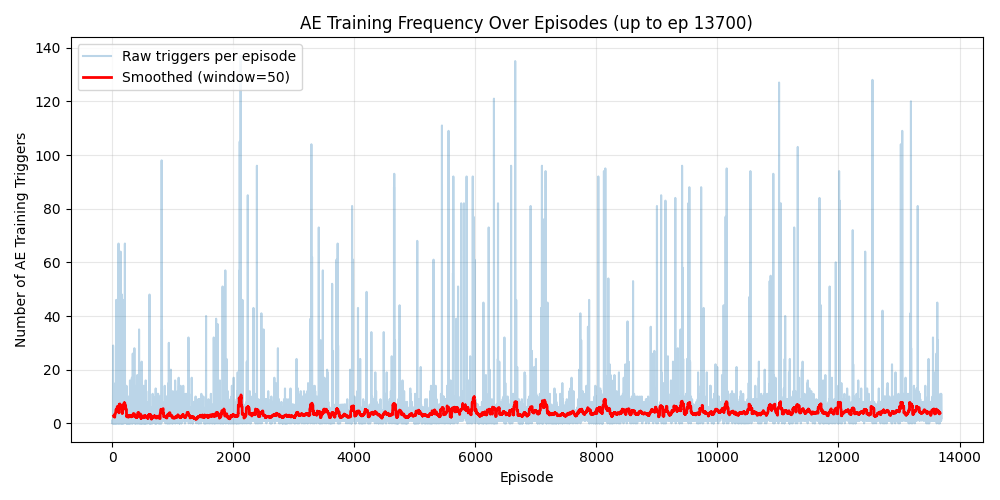 AE Training Frequency Over Episodes (up to ep 13700)
Raw triggers per episode
Smoothed (window=50)
Number of AE Training Triggers
140
120
100
80
60
40
20
0
0 2000 4000 6000 8000 10000 12000 14000
Episode